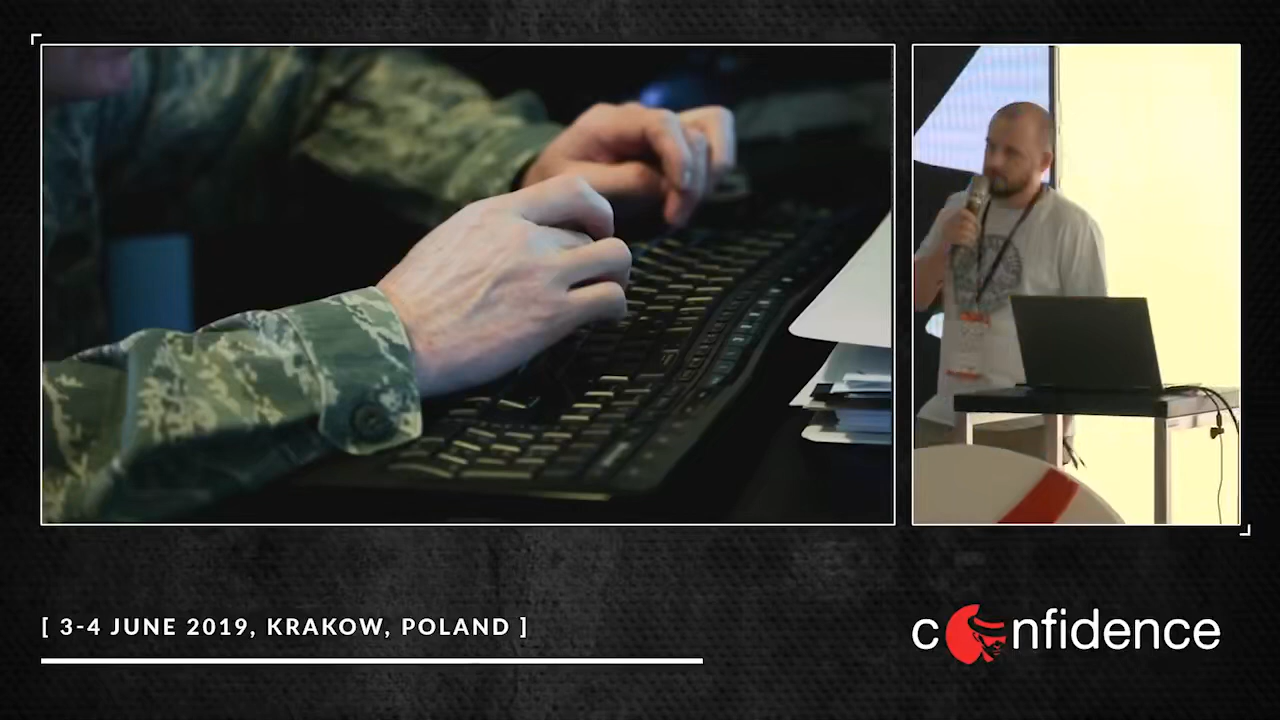 [ 3-4 JUNE 2019, KRAKOW, POLAND ]
confidence